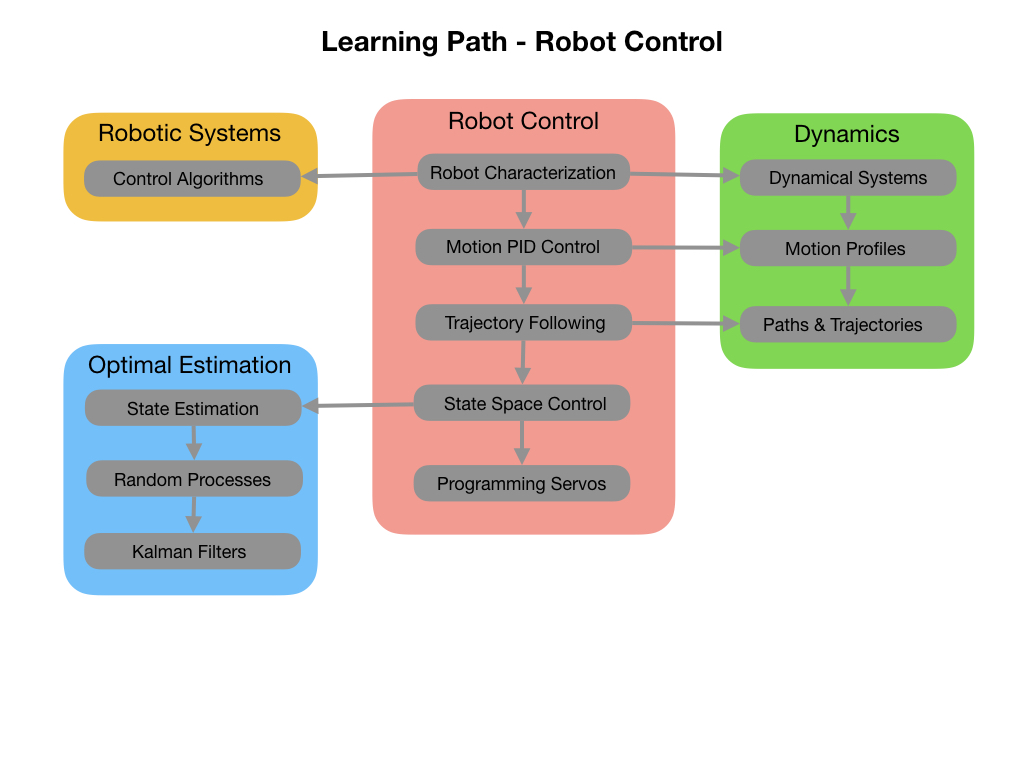 Learning Path - Robot Control
Robotic Systems
Control Algorithms
Robot Control
Robot Characterization
Motion PID Control
Trajectory Following
State Space Control
Programming Servos
Dynamics
Dynamical Systems
Motion Profiles
Paths & Trajectories
Optimal Estimation
State Estimation
Random Processes
Kalman Filters